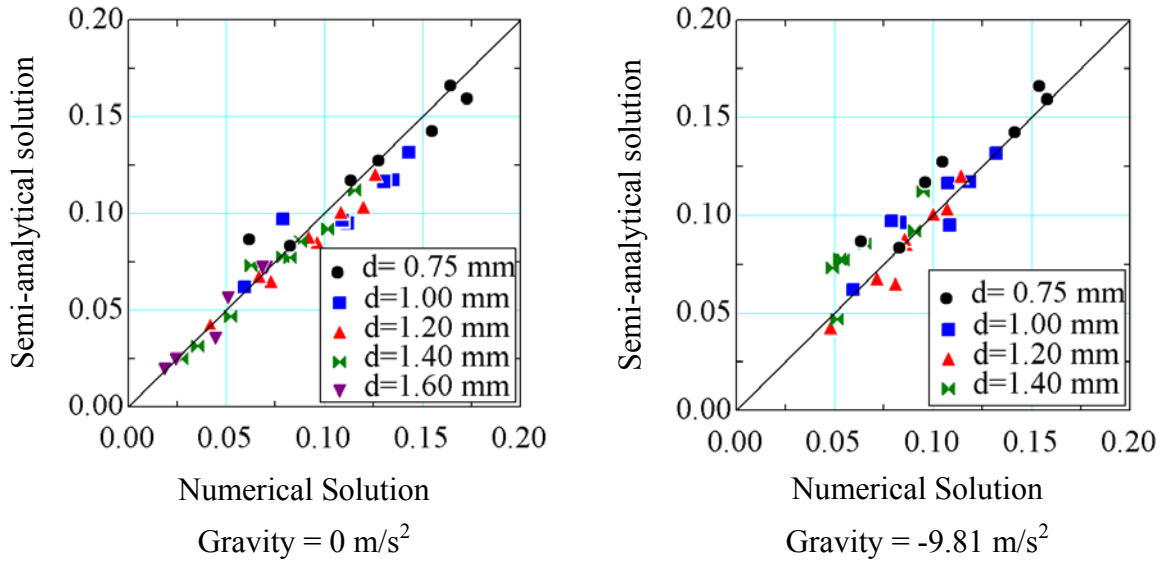 Semi-analytical solution
0.20
0.15
0.10
0.05
0.00
d= 0.75 mm
d=1.00 mm
d=1.20 mm
d=1.40 mm
d=1.60 mm
0.00 0.05 0.10 0.15 0.20
Numerical Solution
Gravity = 0 m/s²
Semi-analytical solution
0.20
0.15
0.10
0.05
0.00
d= 0.75 mm
d=1.00 mm
d=1.20 mm
d=1.40 mm
0.00 0.05 0.10 0.15 0.20
Numerical Solution
Gravity = -9.81 m/s²